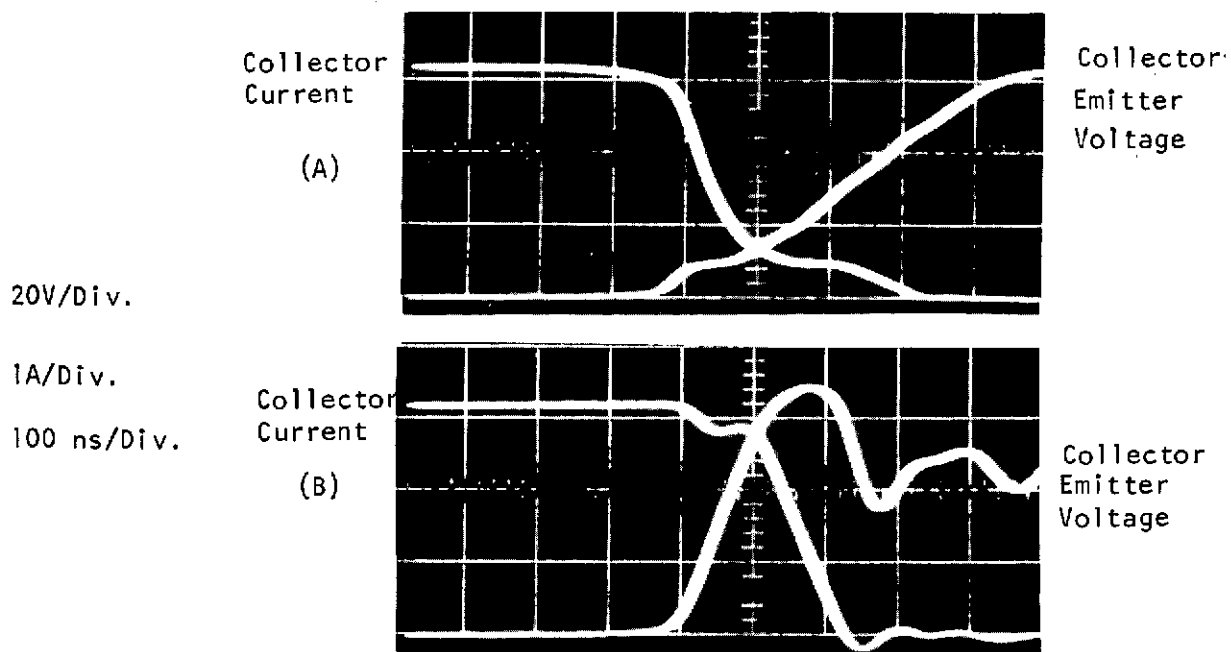 Collector
Current
(A)
Collector-
Emitter
Voltage
20V/Div.
1A/Div.
100 ns/Div.
Collector
Current
(B)
Collector
Emitter
Voltage